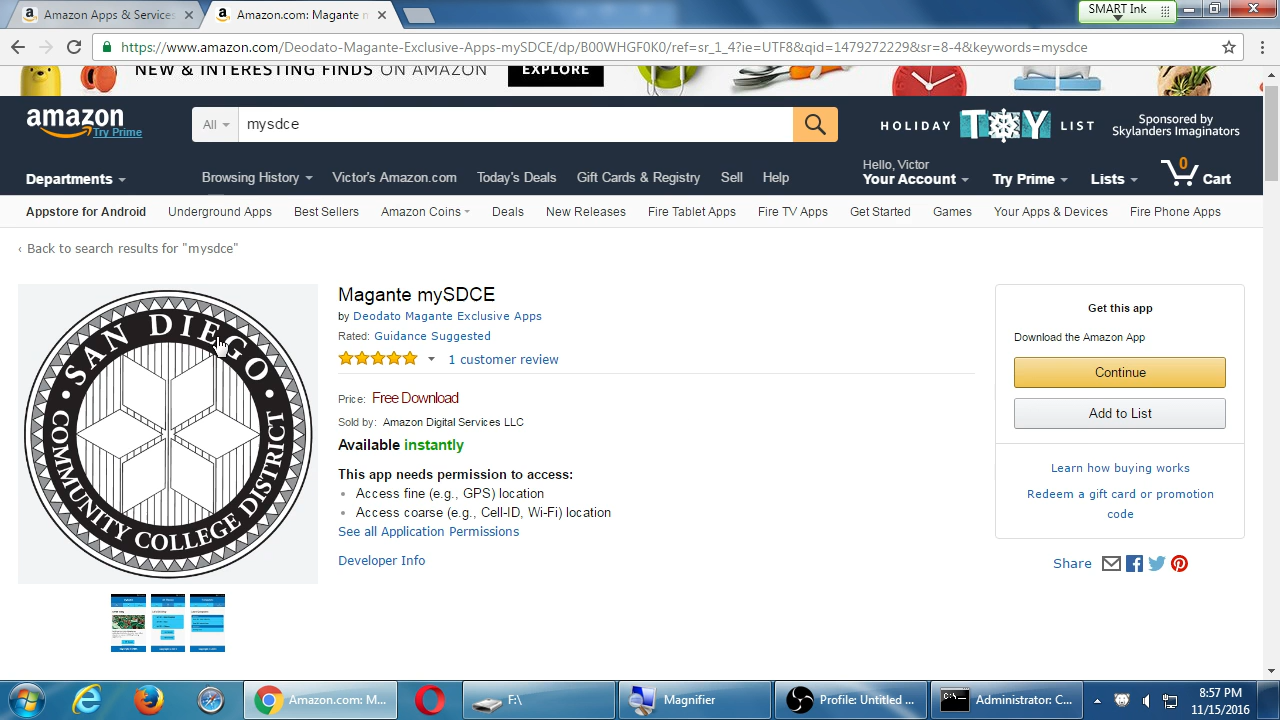 Amazon Apps & Services
Amazon.com: Magante m
SMART Ink
https://www.amazon.com/Deodato-Magante-Exclusive-Apps-mySDCE/dp/B00WHGF0K0/ref=sr_1_4?ie=UTF8&qid=1479272229&sr=8-4&keywords=mysdce
NEW & INTERESTING FINDS ON AMAZON
EXPLORE
amazon
Try Prime
All
mysdce
HOLIDAY TOY LIST
Sponsored by
Skylanders Imaginators
Departments
Browsing History
Victor's Amazon.com
Today's Deals
Gift Cards & Registry
Sell
Help
Hello, Victor
Your Account
Try Prime
Lists
0
Cart
Appstore for Android
Underground Apps
Best Sellers
Amazon Coins
Deals
New Releases
Fire Tablet Apps
Fire TV Apps
Get Started
Games
Your Apps & Devices
Fire Phone Apps
‹ Back to search results for "mysdce"
SAN DIEGO
COMMUNITY COLLEGE DISTRICT
Magante mySDCE
by Deodato Magante Exclusive Apps
Rated: Guidance Suggested
1 customer review
Price: Free Download
Sold by: Amazon Digital Services LLC
Available instantly
This app needs permission to access:
• Access fine (e.g., GPS) location
• Access coarse (e.g., Cell-ID, Wi-Fi) location
See all Application Permissions
Developer Info
Get this app
Download the Amazon App
Continue
Add to List
Learn how buying works
Redeem a gift card or promotion
code
Share
Amazon.com: M...
F:\
Magnifier
Profile: Untitled ...
Administrator: C...
8:57 PM
11/15/2016